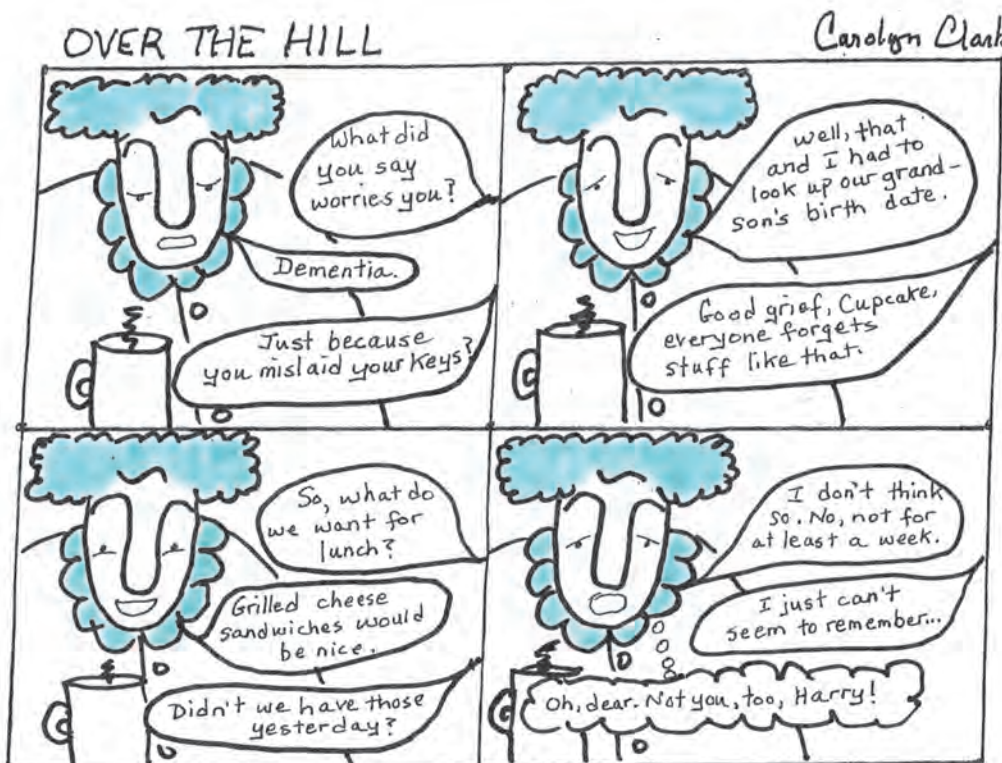 OVER THE HILL
Carolyn Clark
What did
you say
worries you?
Dementia.
Just because
you mislaid your keys?
well, that
and I had to
look up our grand-
son's birth date.
Good grief, Cupcake,
everyone forgets
stuff like that.
So, what do
we want for
lunch?
Grilled cheese
sandwiches would
be nice.
Didn't we have those
yesterday?
I don't think
so. No, not for
at least a week.
I just can't
seem to remember...
Oh, dear. Not you, too, Harry!